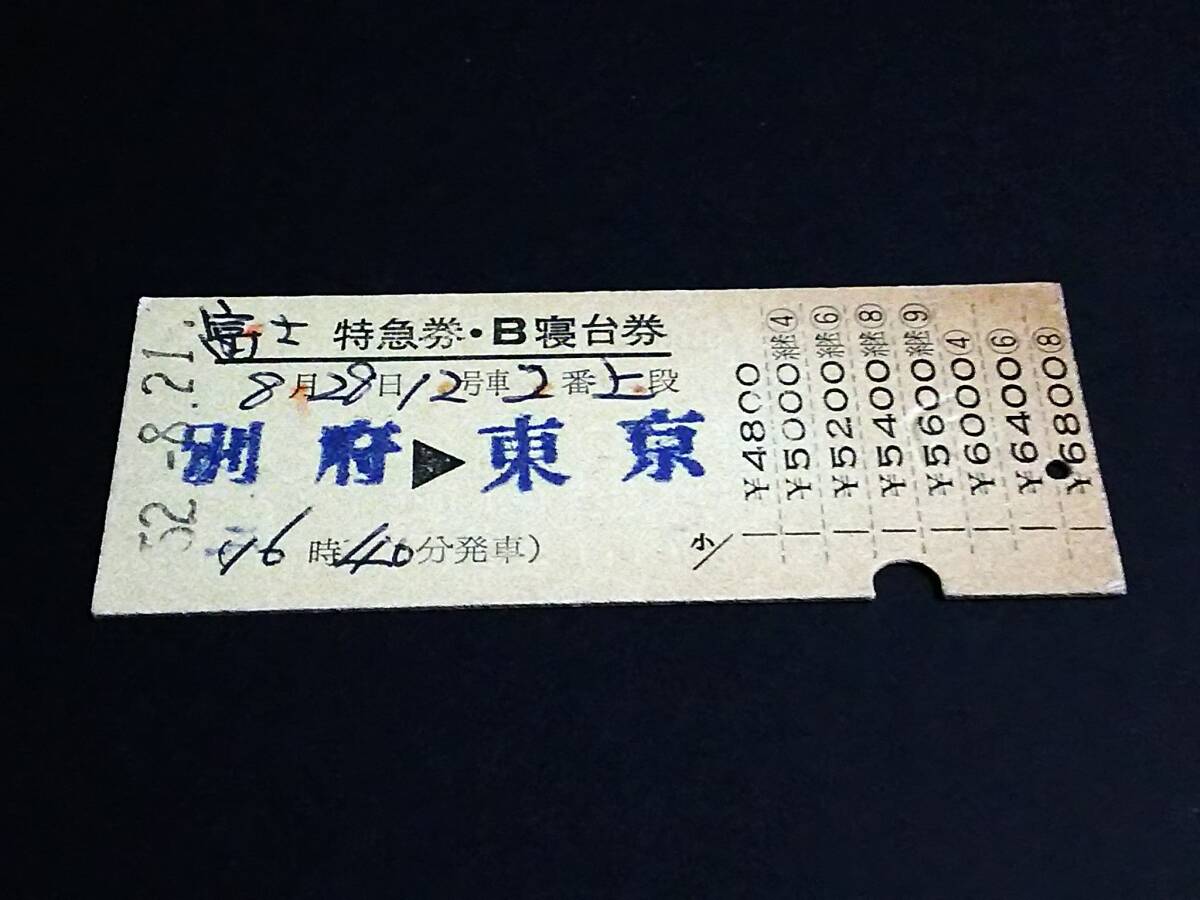 52.-8.21
富士 特急券・B寝台券
8月28日12号車2番上段
別府▶東京
16時40分発車)
小
¥4800
¥5000継④
¥5200継⑥
¥5400継⑧
¥5600継⑨
¥6000④
¥6400⑥
¥6800⑧